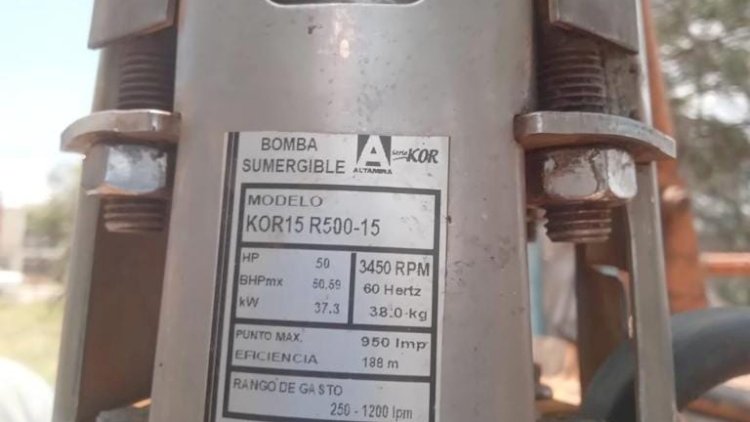 BOMBA
SUMERGIBLE
A
ALTAMIRA
serie KOR
MODELO
KOR15 R500-15
HP 50
BHPmx 50.59
kW 37.3
3450 RPM
60 Hertz
38.0-kg
PUNTO MAX. 950 lmp
EFICIENCIA 188 m
RANGO DE GASTO
250 - 1200 lpm